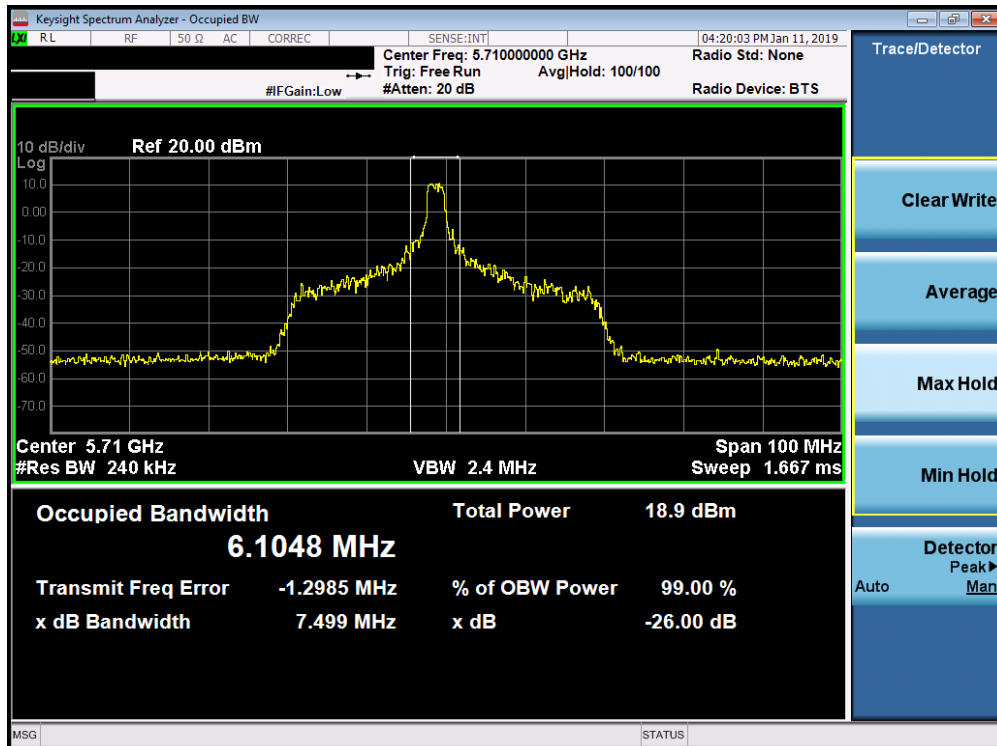 Keysight Spectrum Analyzer - Occupied BW
LXI RL RF 50 Ω AC CORREC SENSE:INT 04:20:03 PM Jan 11, 2019
Center Freq: 5.710000000 GHz Radio Std: None
Trig: Free Run Avg|Hold: 100/100
#IFGain:Low #Atten: 20 dB Radio Device: BTS
10 dB/div Ref 20.00 dBm
Log
10.0
0.00
-10.0
-20.0
-30.0
-40.0
-50.0
-60.0
-70.0
Center 5.71 GHz Span 100 MHz
#Res BW 240 kHz VBW 2.4 MHz Sweep 1.667 ms
Occupied Bandwidth Total Power 18.9 dBm
6.1048 MHz
Transmit Freq Error -1.2985 MHz % of OBW Power 99.00 %
x dB Bandwidth 7.499 MHz x dB -26.00 dB
MSG STATUS
Trace/Detector
Clear Write
Average
Max Hold
Min Hold
Detector
Peak▶
Auto Man